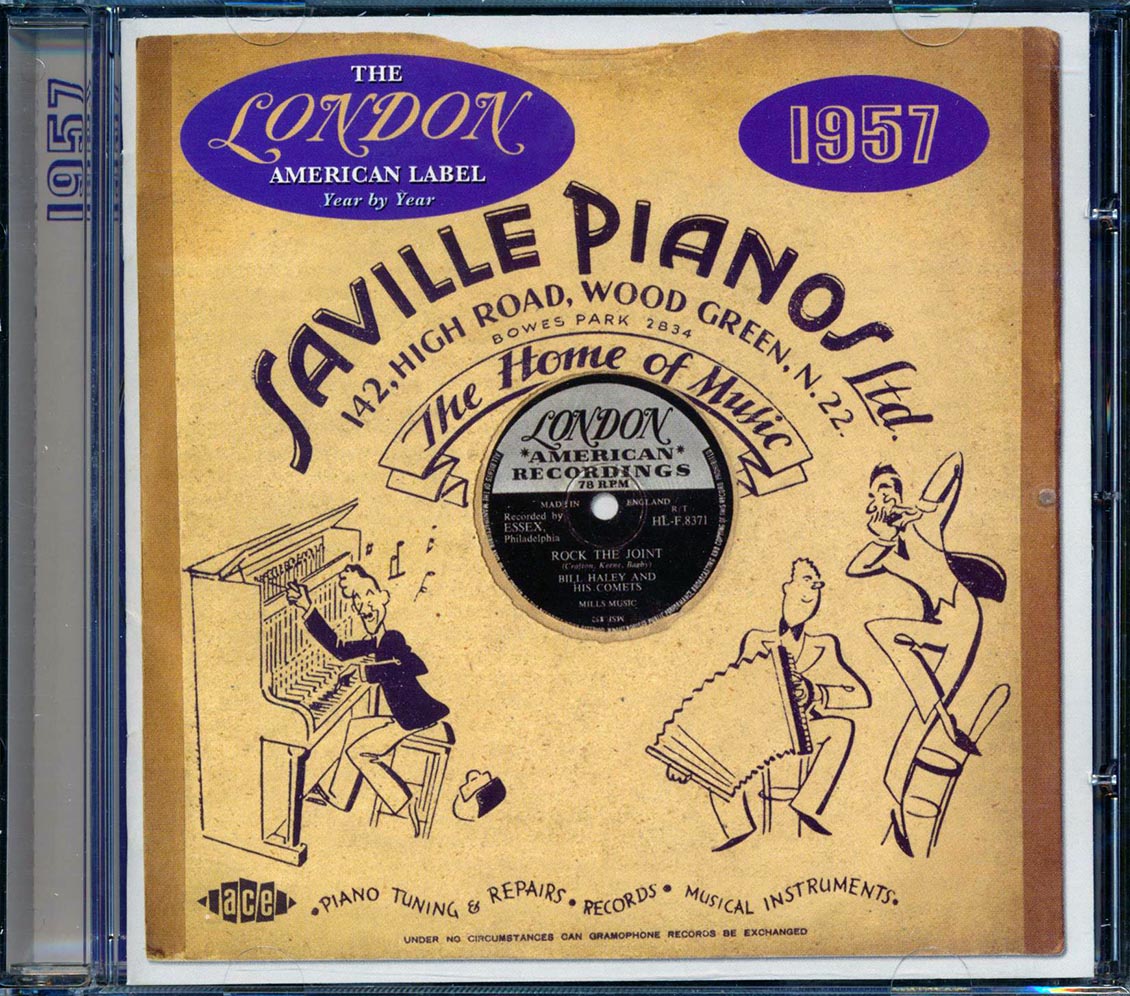 1957
THE
LONDON
AMERICAN LABEL
Year by Year
1957
SAVILLE PIANOS Ltd.
142, HIGH ROAD, WOOD GREEN, N.22.
BOWES PARK 2834
The Home of Music
LONDON
*AMERICAN*
RECORDINGS
78 RPM
MADE IN ENGLAND
Recorded by
ESSEX,
Philadelphia
R/T
HL-F.8371
ROCK THE JOINT
(Crafton, Keene, Bagby)
BILL HALEY AND
HIS COMETS
MILLS MUSIC
ace
•PIANO TUNING & REPAIRS•RECORDS•MUSICAL INSTRUMENTS•
UNDER NO CIRCUMSTANCES CAN GRAMOPHONE RECORDS BE EXCHANGED